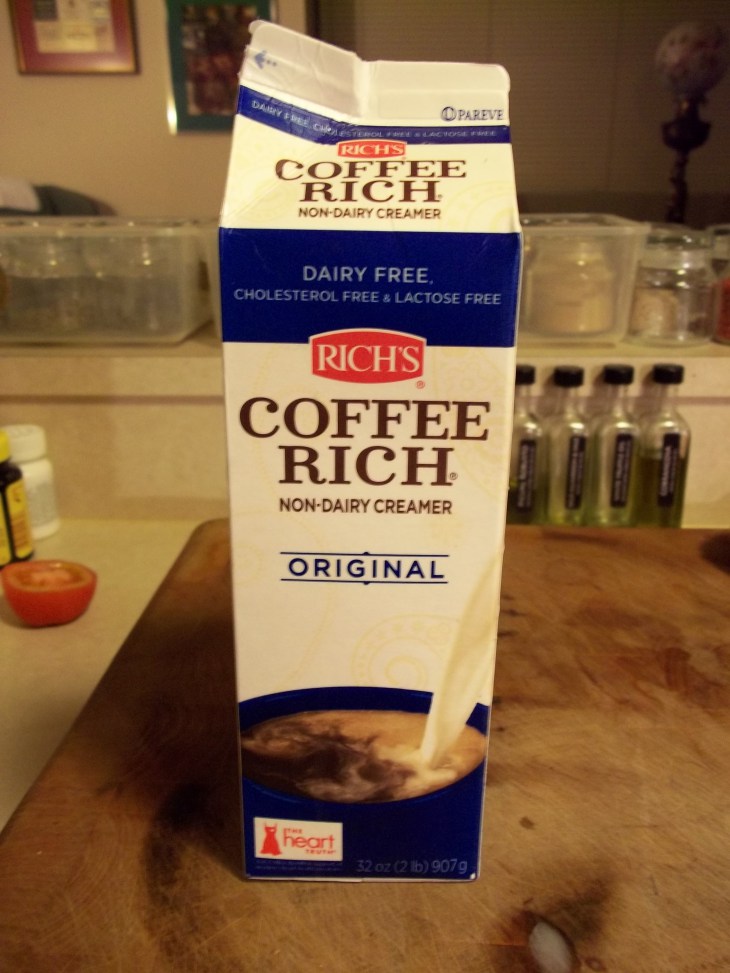 ⓊPAREVE
DAIRY FREE, CHOLESTEROL FREE & LACTOSE FREE
RICH'S
COFFEE
RICH®
NON-DAIRY CREAMER
DAIRY FREE,
CHOLESTEROL FREE & LACTOSE FREE
RICH'S®
COFFEE
RICH®
NON-DAIRY CREAMER
ORIGINAL
THE
heart
TRUTH
32 oz (2 lb) 907g